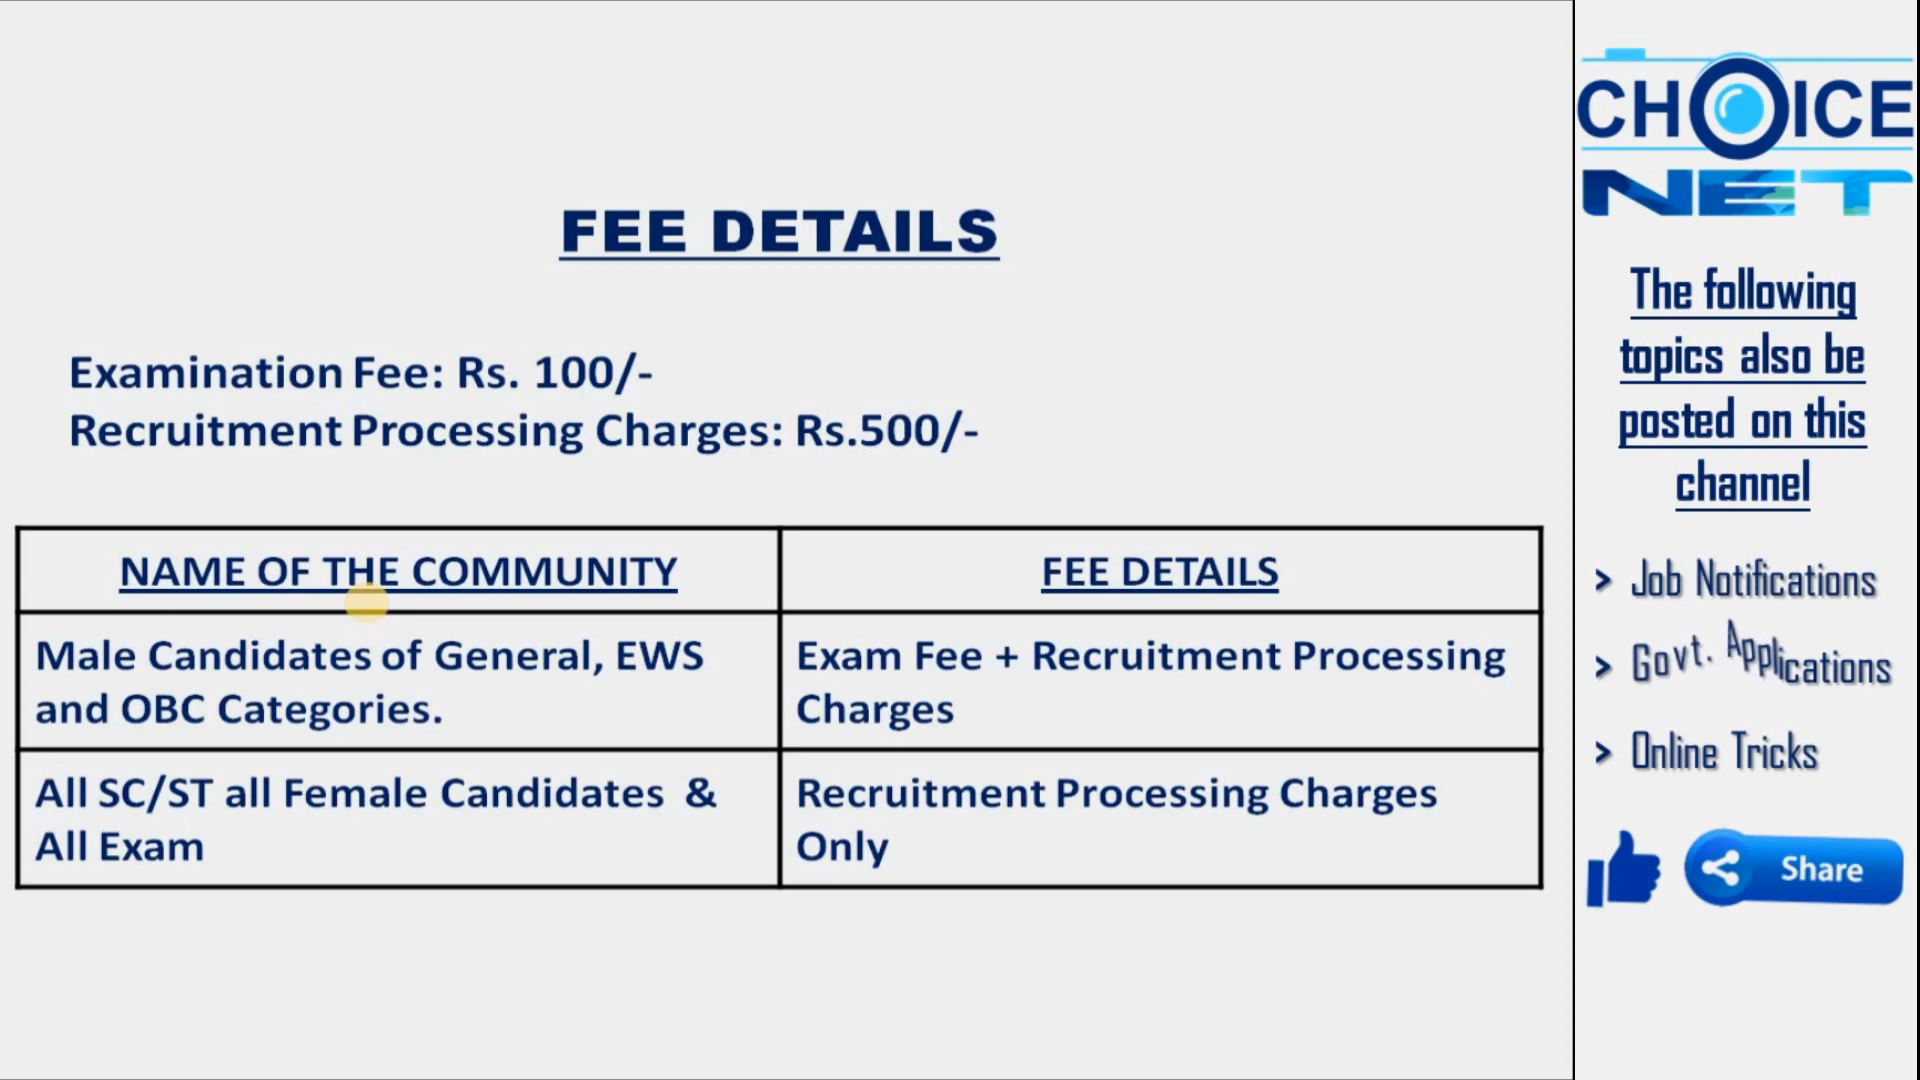 FEE DETAILS
Examination Fee: Rs. 100/-
Recruitment Processing Charges: Rs.500/-
NAME OF THE COMMUNITY
FEE DETAILS
Male Candidates of General, EWS
and OBC Categories.
Exam Fee + Recruitment Processing
Charges
All SC/ST all Female Candidates &
All Exam
Recruitment Processing Charges
Only
CHOICE
NET
The following
topics also be
posted on this
channel
> Job Notifications
> Govt. Applications
> Online Tricks
Share